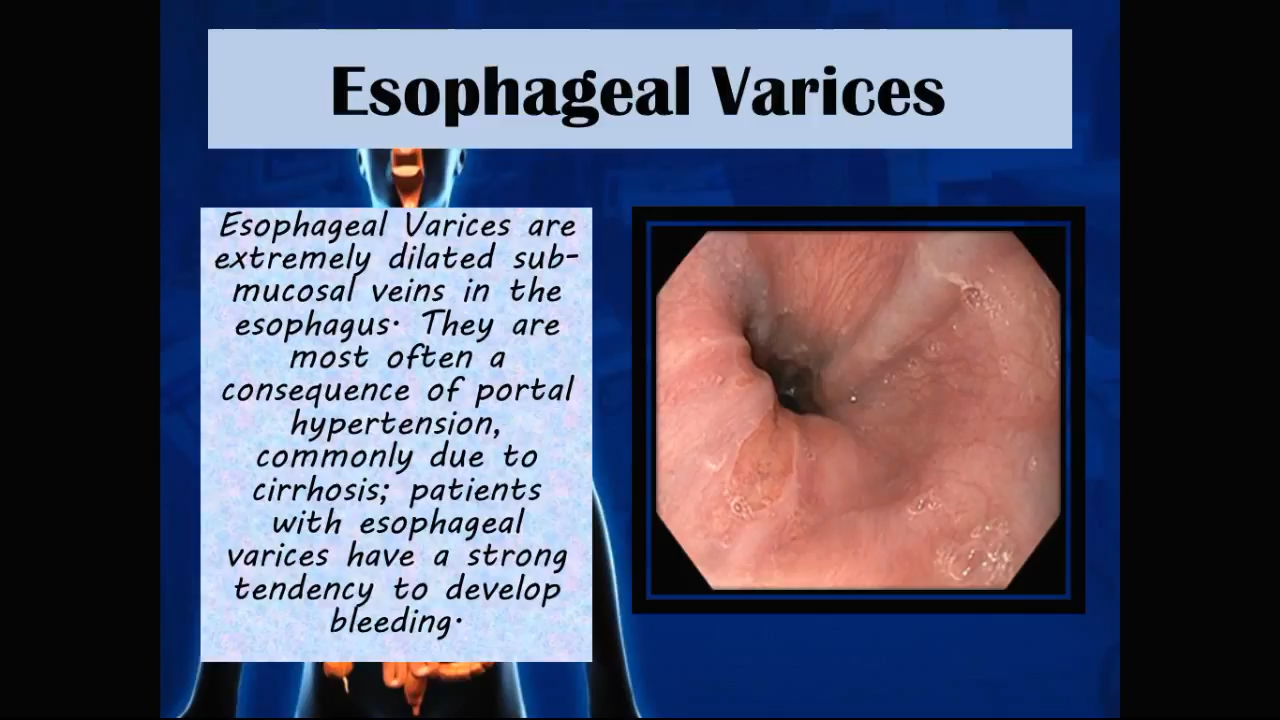 Esophageal Varices
Esophageal Varices are
extremely dilated sub-
mucosal veins in the
esophagus. They are
most often a
consequence of portal
hypertension,
commonly due to
cirrhosis; patients
with esophageal
varices have a strong
tendency to develop
bleeding.